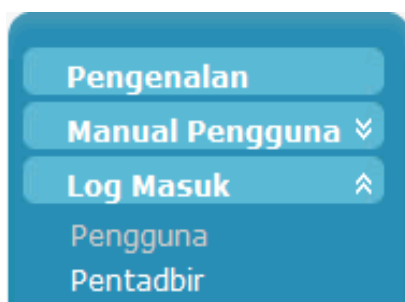 Pengenalan
Manual Pengguna
Log Masuk
Pengguna
Pentadbir